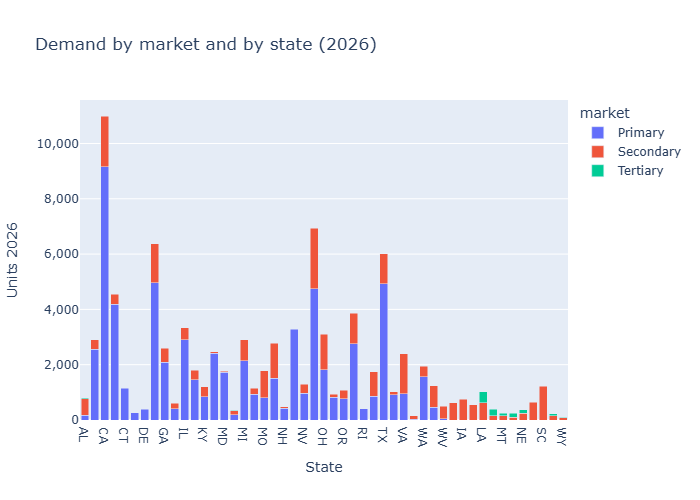 Demand by market and by state (2026)
market
Primary
Secondary
Tertiary
10,000
8,000
6,000
4,000
2,000
0
Units 2026
AL CA CT DE GA IL KY MD MI MO NH NV OH OR RI TX VA WA WV IA LA MT NE SC WY
State